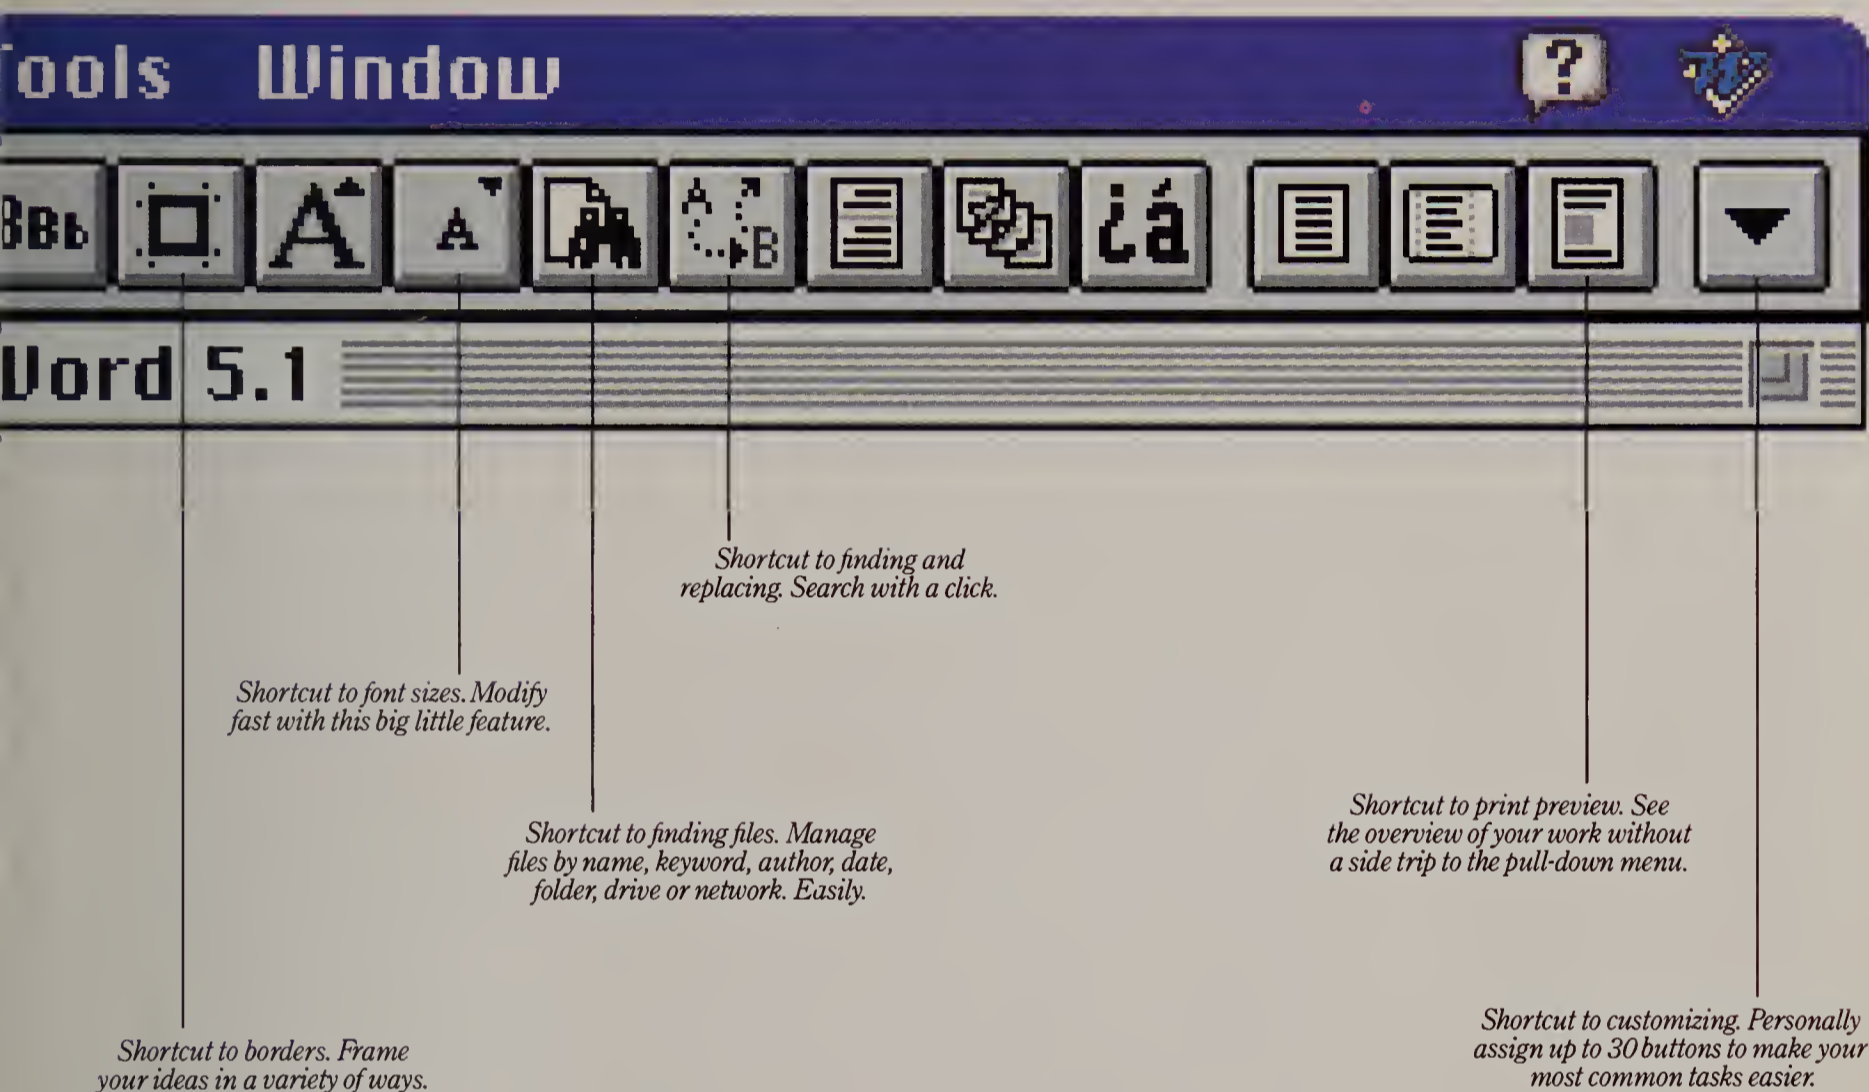 Tools Window ?
BBb A A A B ¿á
Word 5.1
Shortcut to finding and
replacing. Search with a click.
Shortcut to font sizes. Modify
fast with this big little feature.
Shortcut to finding files. Manage
files by name, keyword, author, date,
folder, drive or network. Easily.
Shortcut to print preview. See
the overview of your work without
a side trip to the pull-down menu.
Shortcut to borders. Frame
your ideas in a variety of ways.
Shortcut to customizing. Personally
assign up to 30 buttons to make your
most common tasks easier.